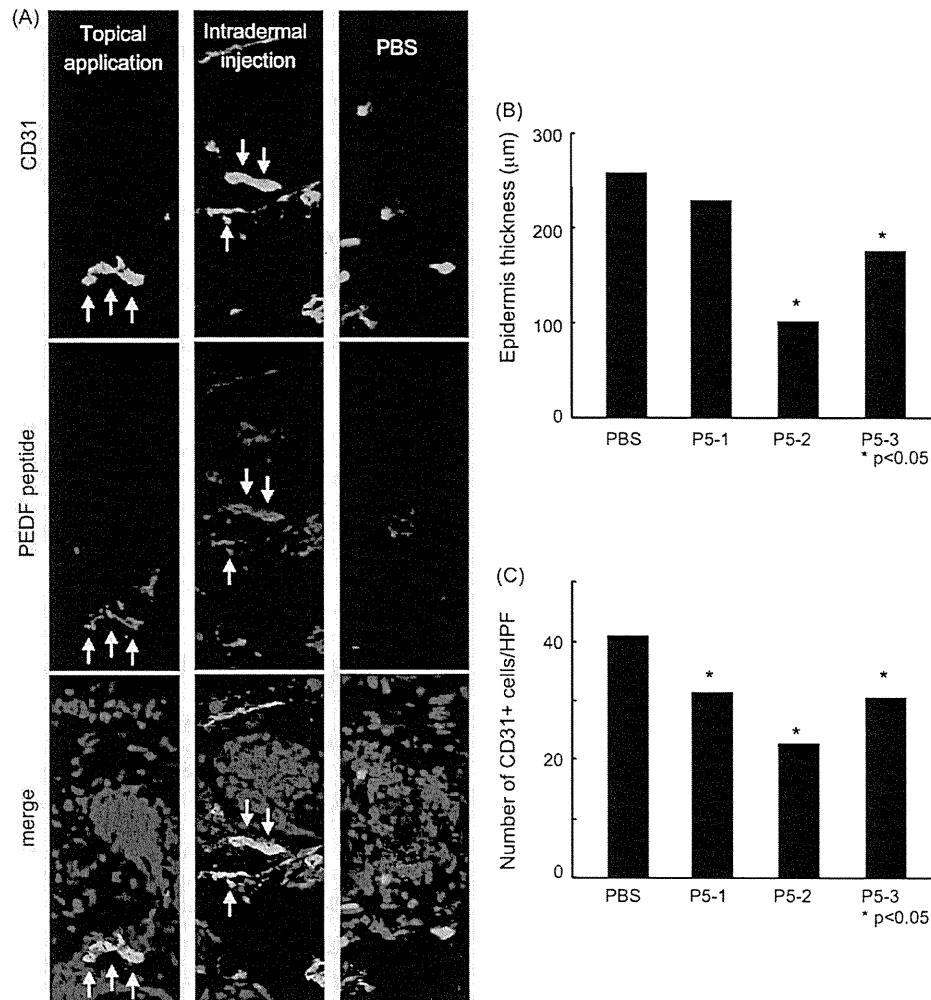 (A)
Topical
application
Intradermal
injection
PBS
CD31
PEDF peptide
merge
(B)
Epidermis thickness (μm)
300
200
100
0
*
*
PBS
P5-1
P5-2
P5-3
* p<0.05
(C)
Number of CD31+ cells/HPF
40
20
0
*
*
*
PBS
P5-1
P5-2
P5-3
* p<0.05